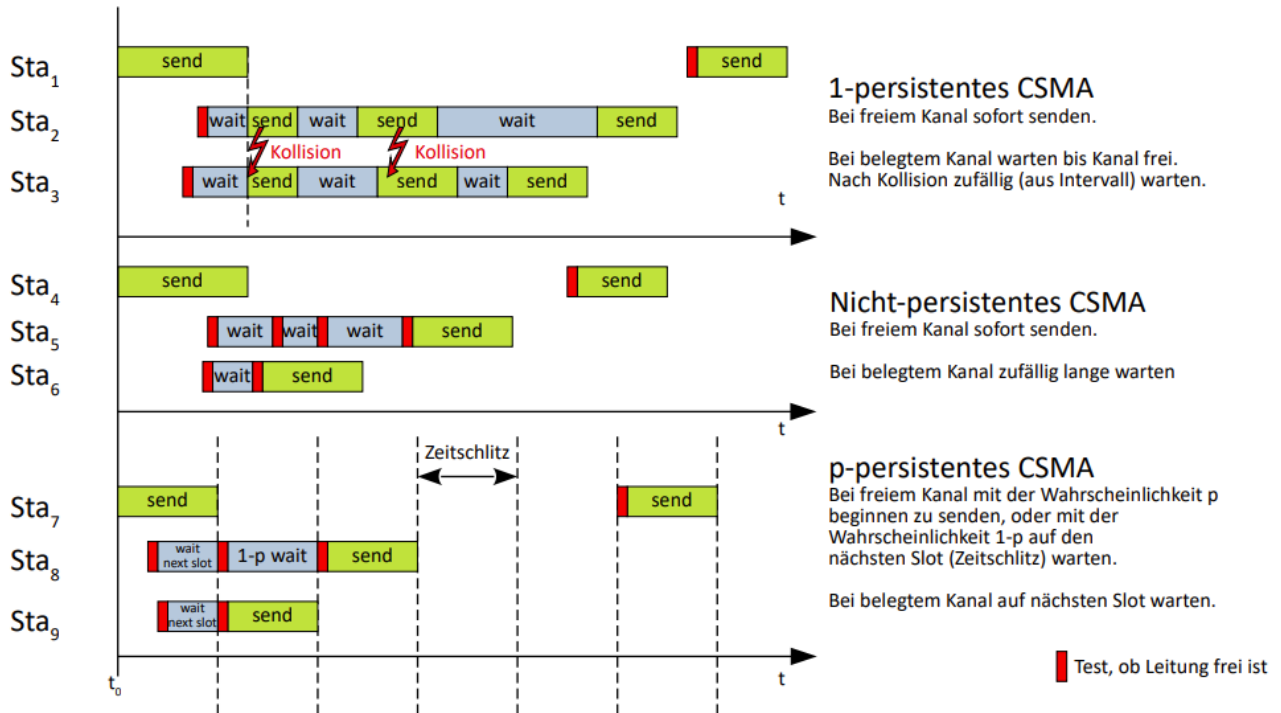 Sta1
send
send
Sta2
wait
send
wait
send
wait
send
Kollision
Kollision
Sta3
wait
send
wait
send
wait
send
t
1-persistentes CSMA
Bei freiem Kanal sofort senden.
Bei belegtem Kanal warten bis Kanal frei.
Nach Kollision zufällig (aus Intervall) warten.
Sta4
send
send
Sta5
wait
wait
wait
send
Sta6
wait
send
t
Nicht-persistentes CSMA
Bei freiem Kanal sofort senden.
Bei belegtem Kanal zufällig lange warten
Zeitschlitz
Sta7
send
send
Sta8
wait
next slot
1-p wait
send
Sta9
wait
next slot
send
t0
t
p-persistentes CSMA
Bei freiem Kanal mit der Wahrscheinlichkeit p
beginnen zu senden, oder mit der
Wahrscheinlichkeit 1-p auf den
nächsten Slot (Zeitschlitz) warten.
Bei belegtem Kanal auf nächsten Slot warten.
Test, ob Leitung frei ist